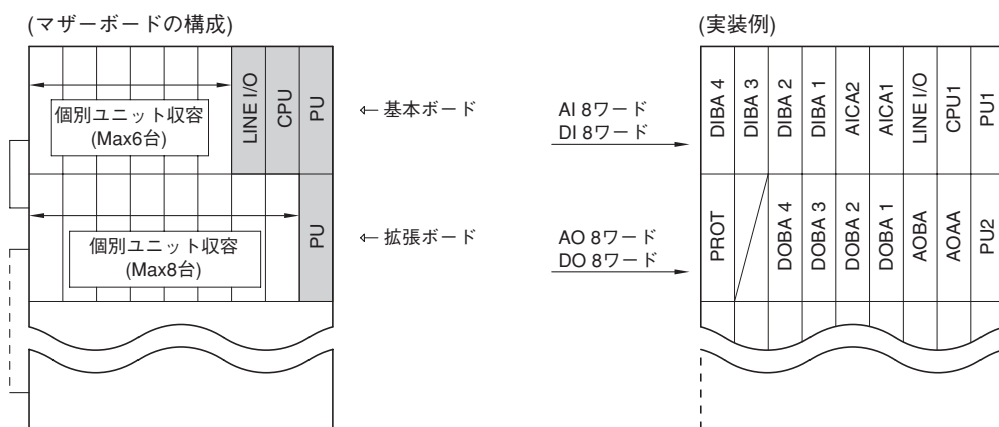 (マザーボードの構成)
個別ユニット収容
(Max6台)
LINE I/O
CPU
PU
← 基本ボード
個別ユニット収容
(Max8台)
PU
← 拡張ボード
(実装例)
AI 8ワード
DI 8ワード
DIBA 4
DIBA 3
DIBA 2
DIBA 1
AICA2
AICA1
LINE I/O
CPU1
PU1
AO 8ワード
DO 8ワード
PROT
DOBA 4
DOBA 3
DOBA 2
DOBA 1
AOBA
AOAA
PU2